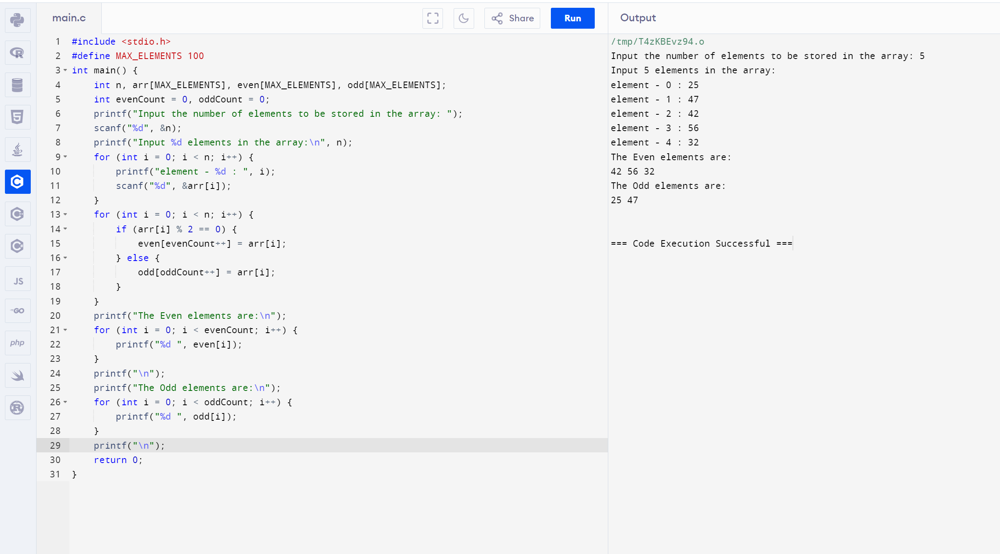 main.c
Share
Run
Output
JS
GO
php
1 #include <stdio.h>
2 #define MAX_ELEMENTS 100
3 int main() {
4     int n, arr[MAX_ELEMENTS], even[MAX_ELEMENTS], odd[MAX_ELEMENTS];
5     int evenCount = 0, oddCount = 0;
6     printf("Input the number of elements to be stored in the array: ");
7     scanf("%d", &n);
8     printf("Input %d elements in the array:\n", n);
9     for (int i = 0; i < n; i++) {
10         printf("element - %d : ", i);
11         scanf("%d", &arr[i]);
12     }
13     for (int i = 0; i < n; i++) {
14         if (arr[i] % 2 == 0) {
15             even[evenCount++] = arr[i];
16         } else {
17             odd[oddCount++] = arr[i];
18         }
19     }
20     printf("The Even elements are:\n");
21     for (int i = 0; i < evenCount; i++) {
22         printf("%d ", even[i]);
23     }
24     printf("\n");
25     printf("The Odd elements are:\n");
26     for (int i = 0; i < oddCount; i++) {
27         printf("%d ", odd[i]);
28     }
29     printf("\n");
30     return 0;
31 }
/tmp/T4zKBEvz94.o
Input the number of elements to be stored in the array: 5
Input 5 elements in the array:
element - 0 : 25
element - 1 : 47
element - 2 : 42
element - 3 : 56
element - 4 : 32
The Even elements are:
42 56 32
The Odd elements are:
25 47
=== Code Execution Successful ===